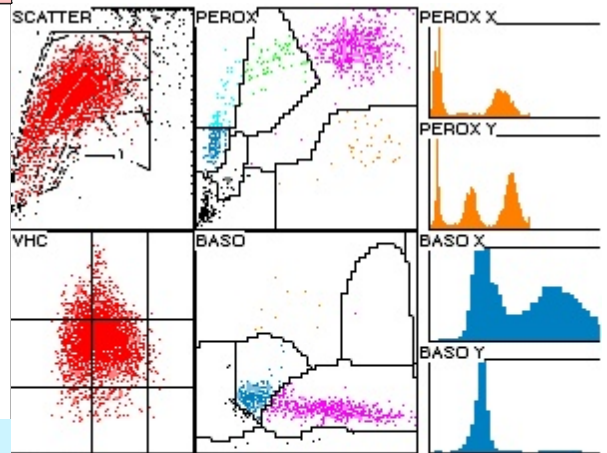 SCATTER
PEROX
PEROX X
PEROX Y
VHC
BASO
BASO X
BASO Y